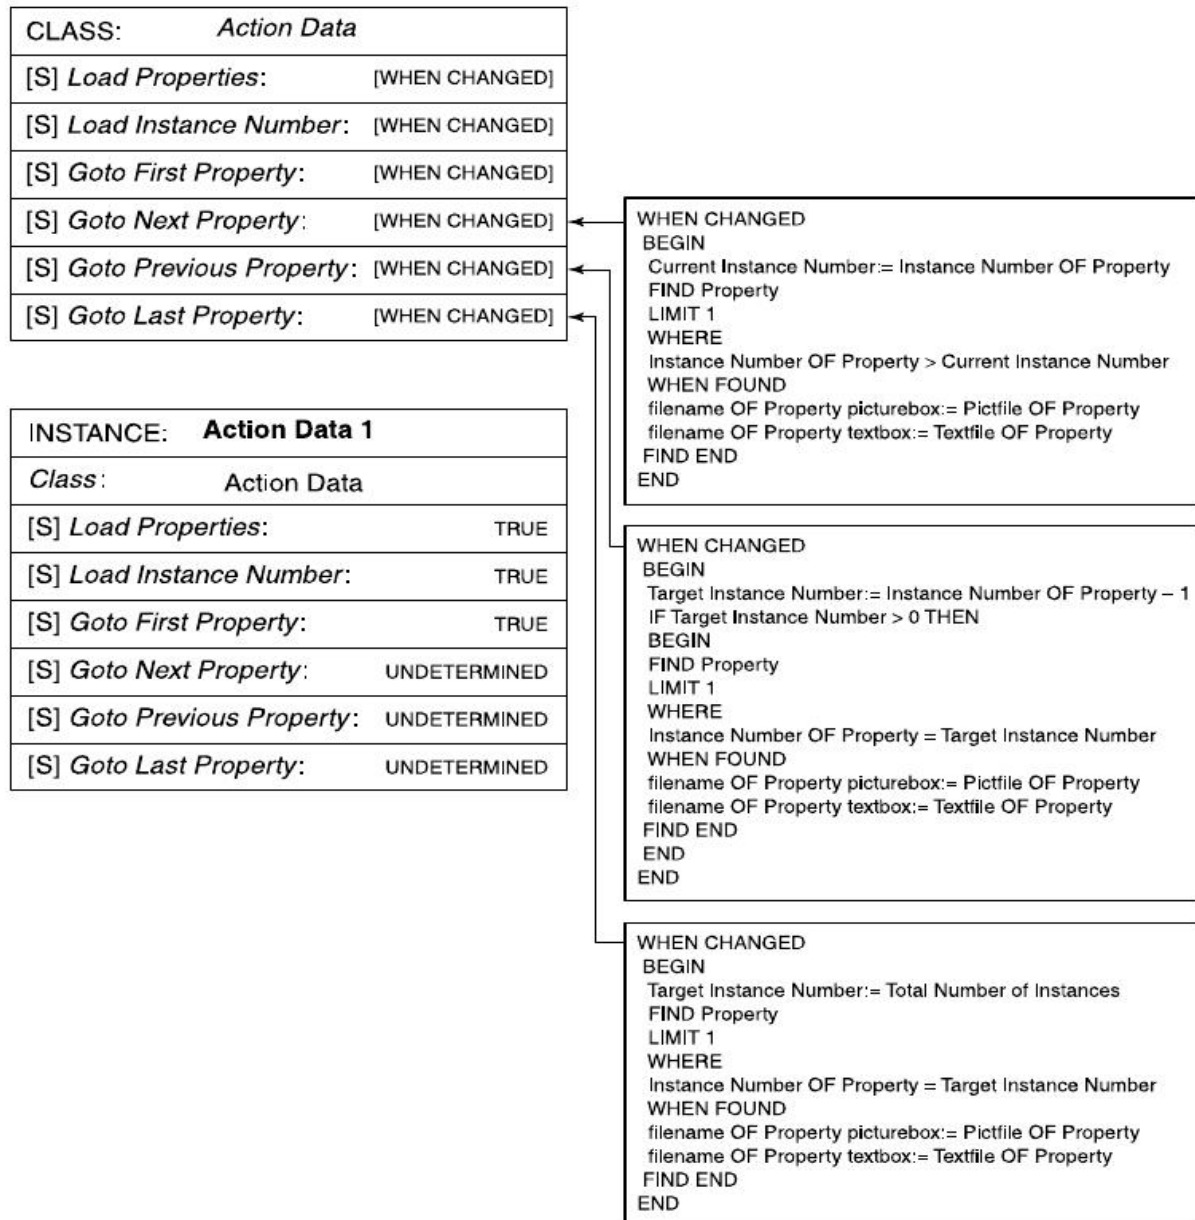 CLASS: Action Data
[S] Load Properties: [WHEN CHANGED]
[S] Load Instance Number: [WHEN CHANGED]
[S] Goto First Property: [WHEN CHANGED]
[S] Goto Next Property: [WHEN CHANGED]
[S] Goto Previous Property: [WHEN CHANGED]
[S] Goto Last Property: [WHEN CHANGED]
INSTANCE: Action Data 1
Class: Action Data
[S] Load Properties: TRUE
[S] Load Instance Number: TRUE
[S] Goto First Property: TRUE
[S] Goto Next Property: UNDETERMINED
[S] Goto Previous Property: UNDETERMINED
[S] Goto Last Property: UNDETERMINED
WHEN CHANGED
BEGIN
Current Instance Number:= Instance Number OF Property
FIND Property
LIMIT 1
WHERE
Instance Number OF Property > Current Instance Number
WHEN FOUND
filename OF Property picturebox:= Pictfile OF Property
filename OF Property textbox:= Textfile OF Property
FIND END
END
WHEN CHANGED
BEGIN
Target Instance Number:= Instance Number OF Property – 1
IF Target Instance Number > 0 THEN
BEGIN
FIND Property
LIMIT 1
WHERE
Instance Number OF Property = Target Instance Number
WHEN FOUND
filename OF Property picturebox:= Pictfile OF Property
filename OF Property textbox:= Textfile OF Property
FIND END
END
END
WHEN CHANGED
BEGIN
Target Instance Number:= Total Number of Instances
FIND Property
LIMIT 1
WHERE
Instance Number OF Property = Target Instance Number
WHEN FOUND
filename OF Property picturebox:= Pictfile OF Property
filename OF Property textbox:= Textfile OF Property
FIND END
END